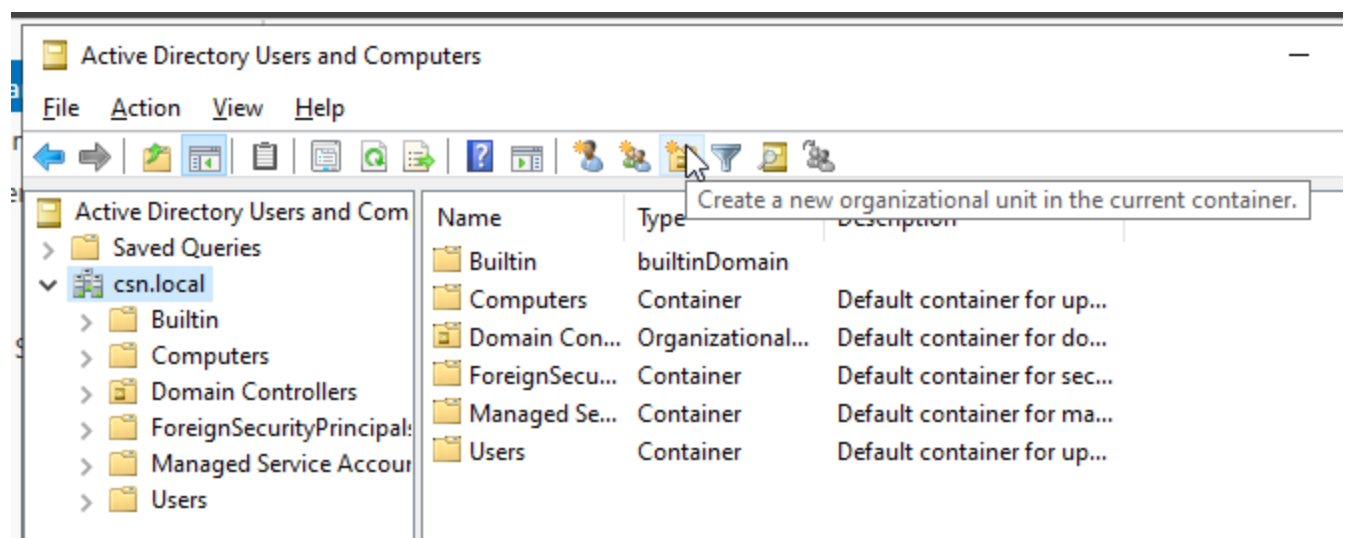 Active Directory Users and Computers
File Action View Help
Create a new organizational unit in the current container.
Active Directory Users and Com
Saved Queries
csn.local
Builtin
Computers
Domain Controllers
ForeignSecurityPrincipals
Managed Service Accour
Users
Name Type Description
Builtin builtinDomain
Computers Container Default container for up...
Domain Con... Organizational... Default container for do...
ForeignSecu... Container Default container for sec...
Managed Se... Container Default container for ma...
Users Container Default container for up...